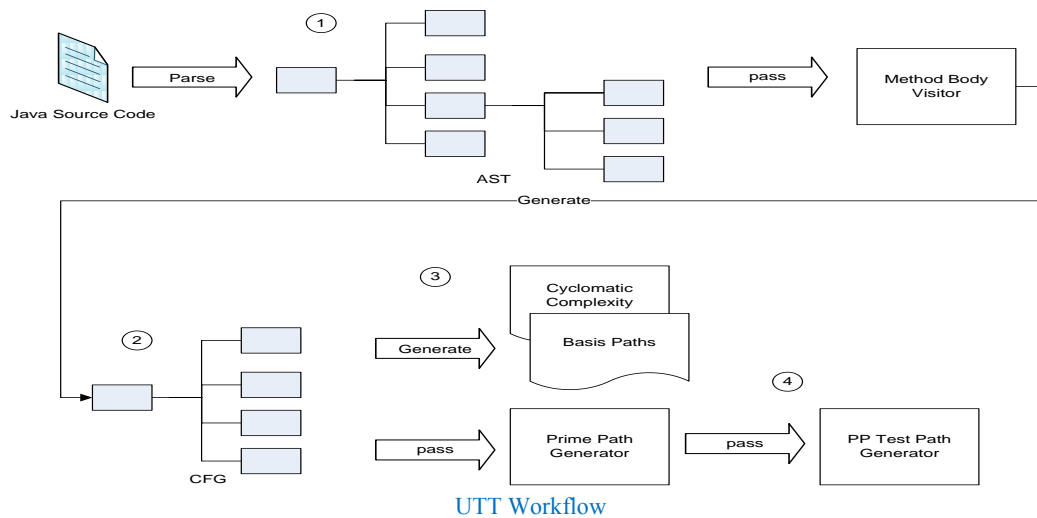 1
Parse
pass
Method Body
Visitor
Java Source Code
AST
Generate
3
Cyclomatic
Complexity
2
Generate
Basis Paths
4
pass
Prime Path
Generator
pass
PP Test Path
Generator
CFG
UTT Workflow